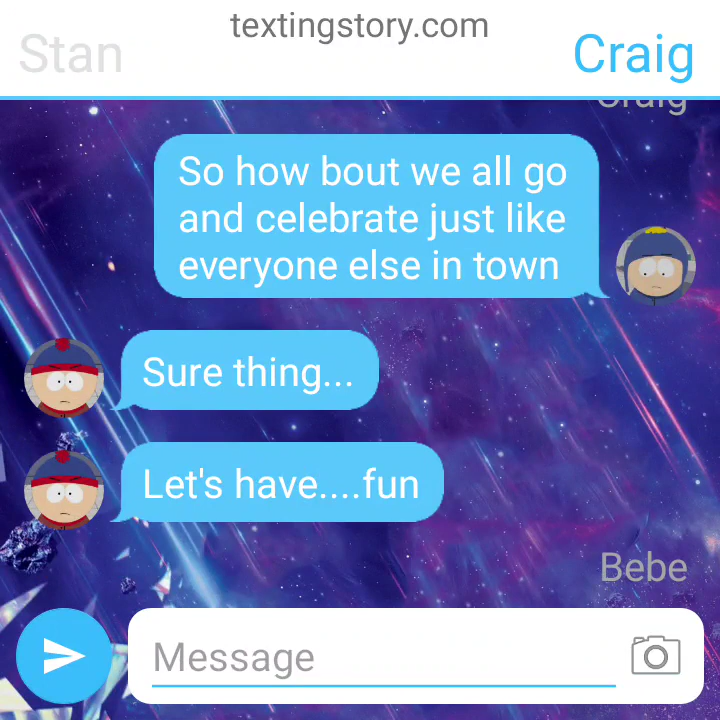 textingstory.com
Stan
Craig
Craig
So how bout we all go
and celebrate just like
everyone else in town
Sure thing...
Let's have....fun
Bebe
Message